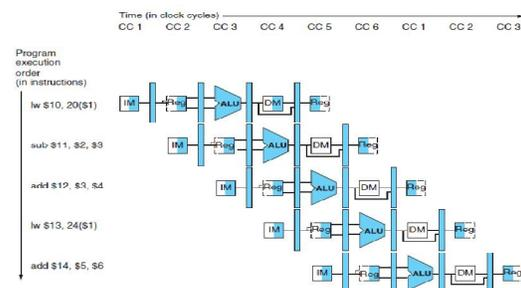 Time (in clock cycles)
CC 1 CC 2 CC 3 CC 4 CC 5 CC 6 CC 1 CC 2 CC 3
Program
execution
order
(in instructions)
lw $10, 20($1)
IM Reg ALU DM Reg
sub $11, $2, $3
IM Reg ALU DM Reg
add $12, $3, $4
IM Reg ALU DM Reg
lw $13, 24($1)
IM Reg ALU DM Reg
add $14, $5, $6
IM Reg ALU DM Reg